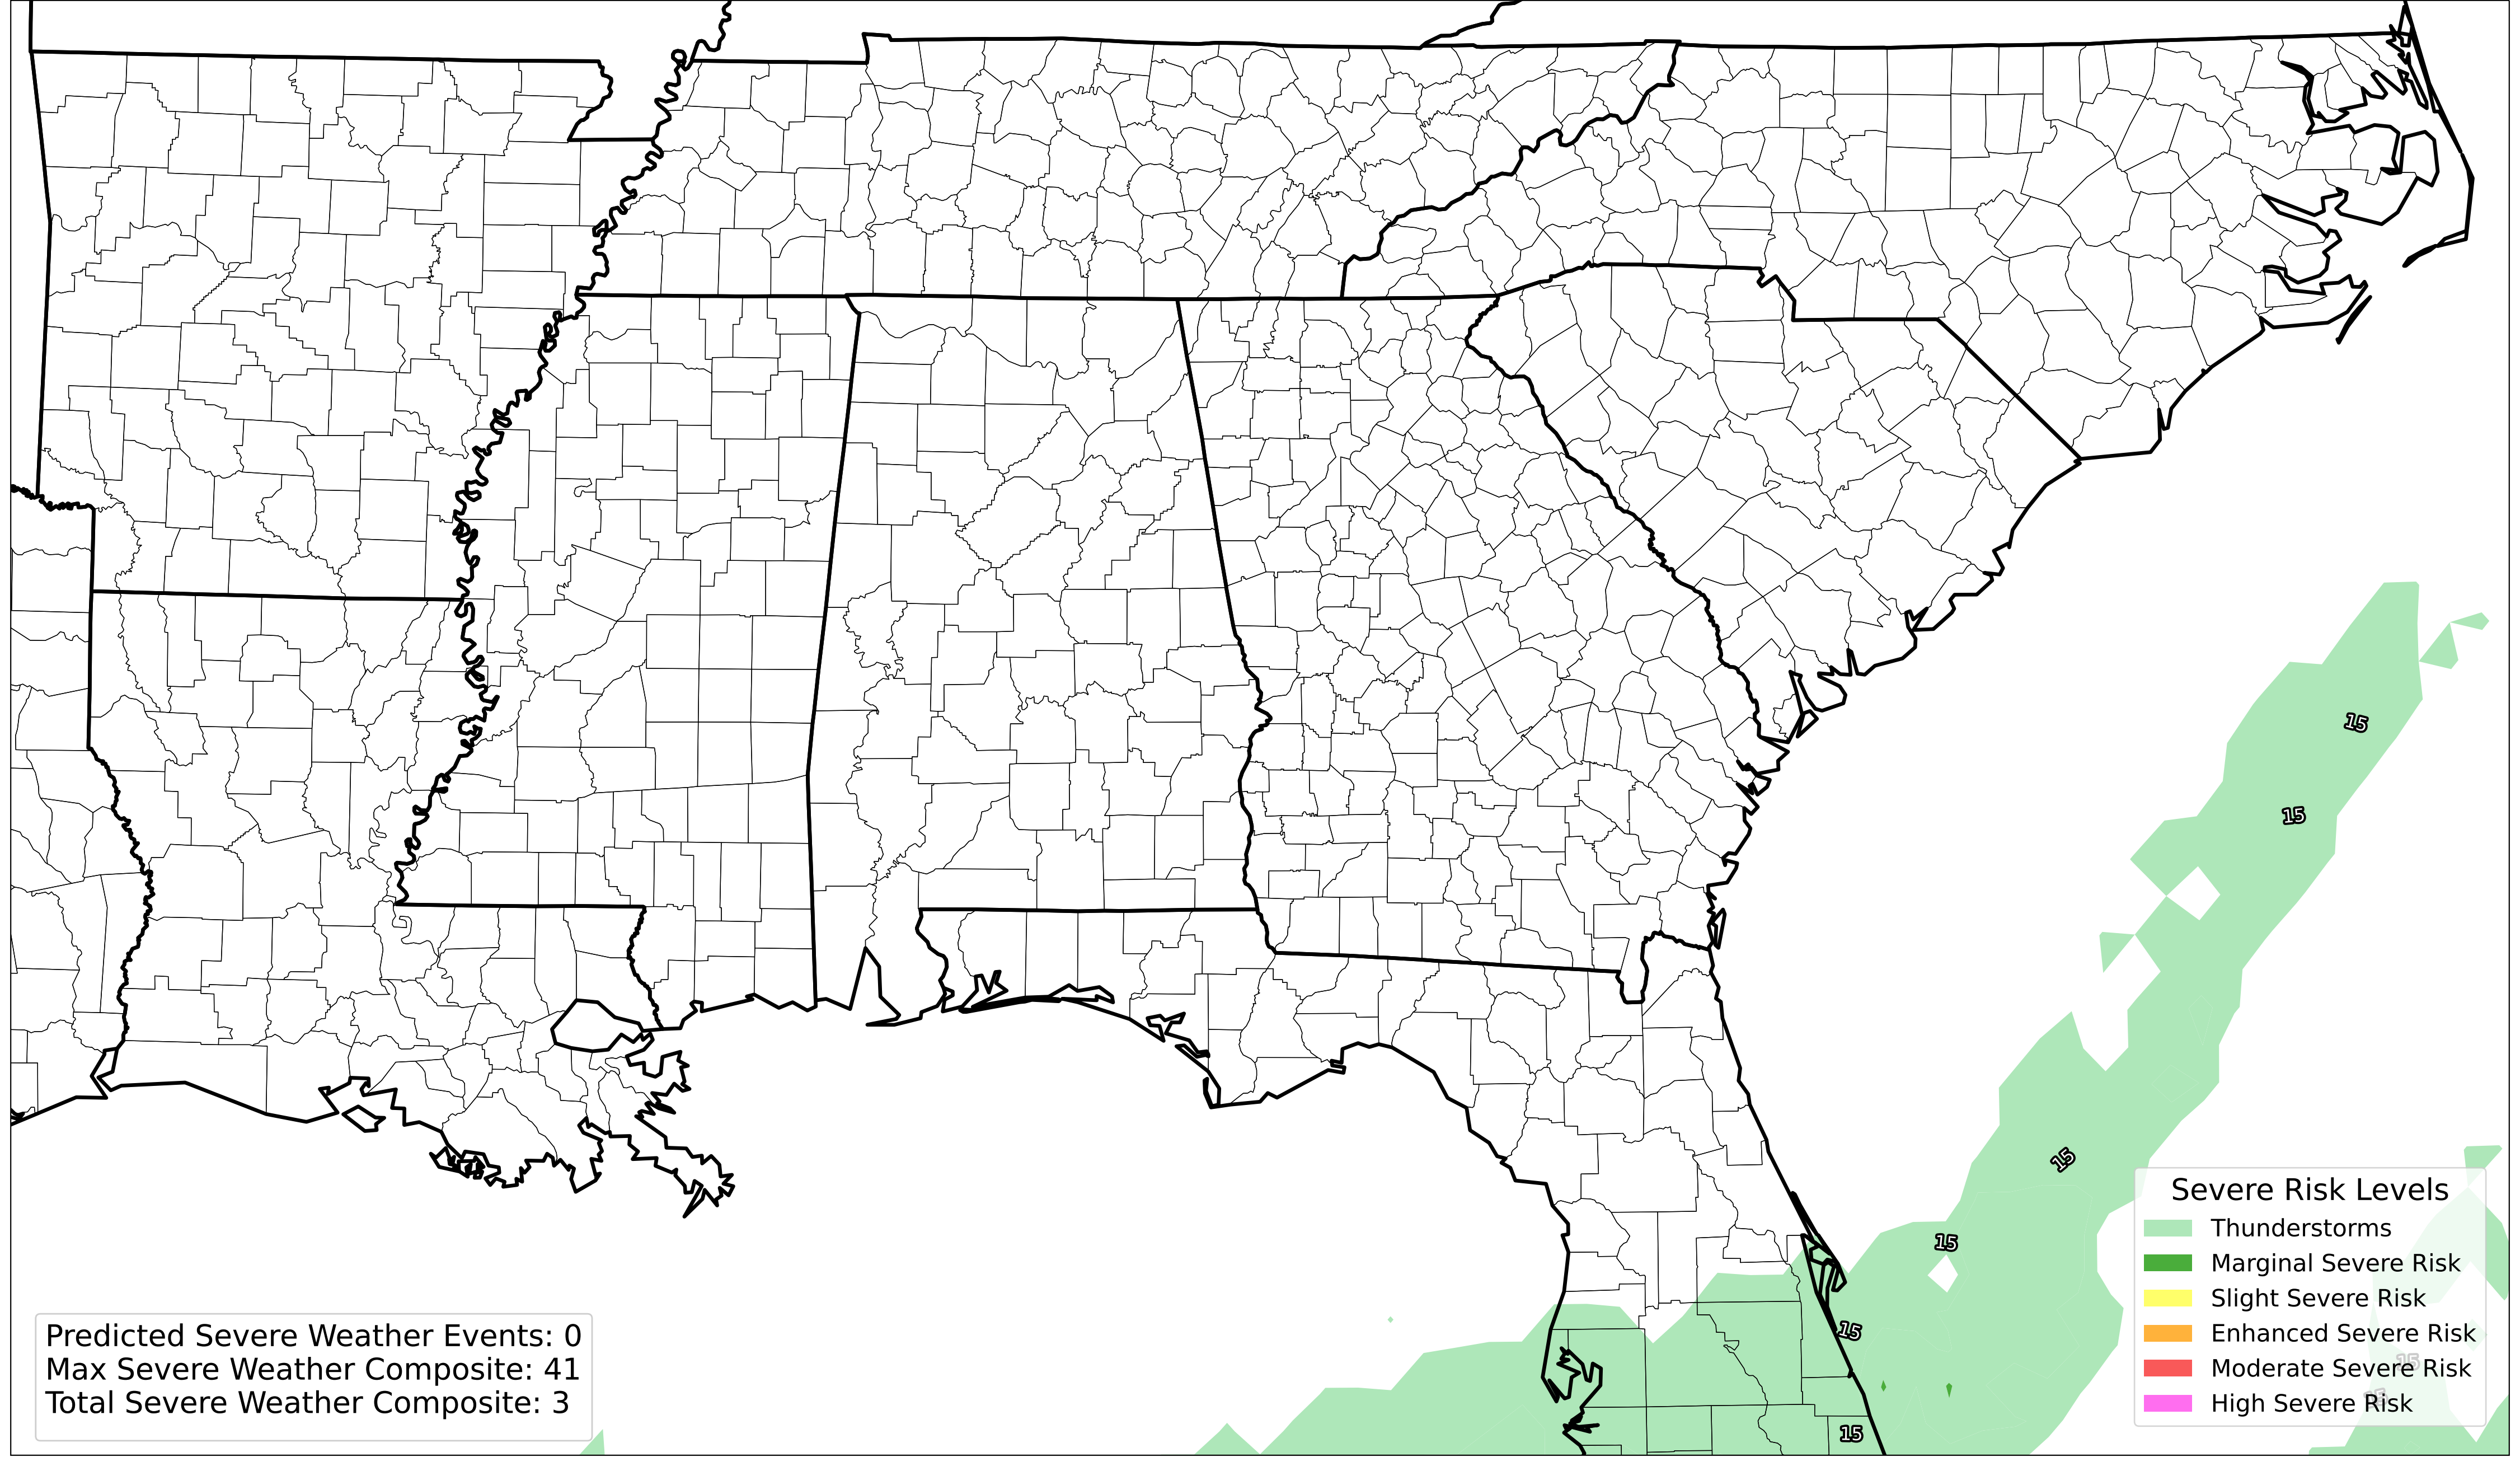 15
15
15
15
15
15
15
15
Severe Risk Levels
Thunderstorms
Marginal Severe Risk
Slight Severe Risk
Enhanced Severe Risk
Moderate Severe Risk
High Severe Risk
Predicted Severe Weather Events: 0
Max Severe Weather Composite: 41
Total Severe Weather Composite: 3